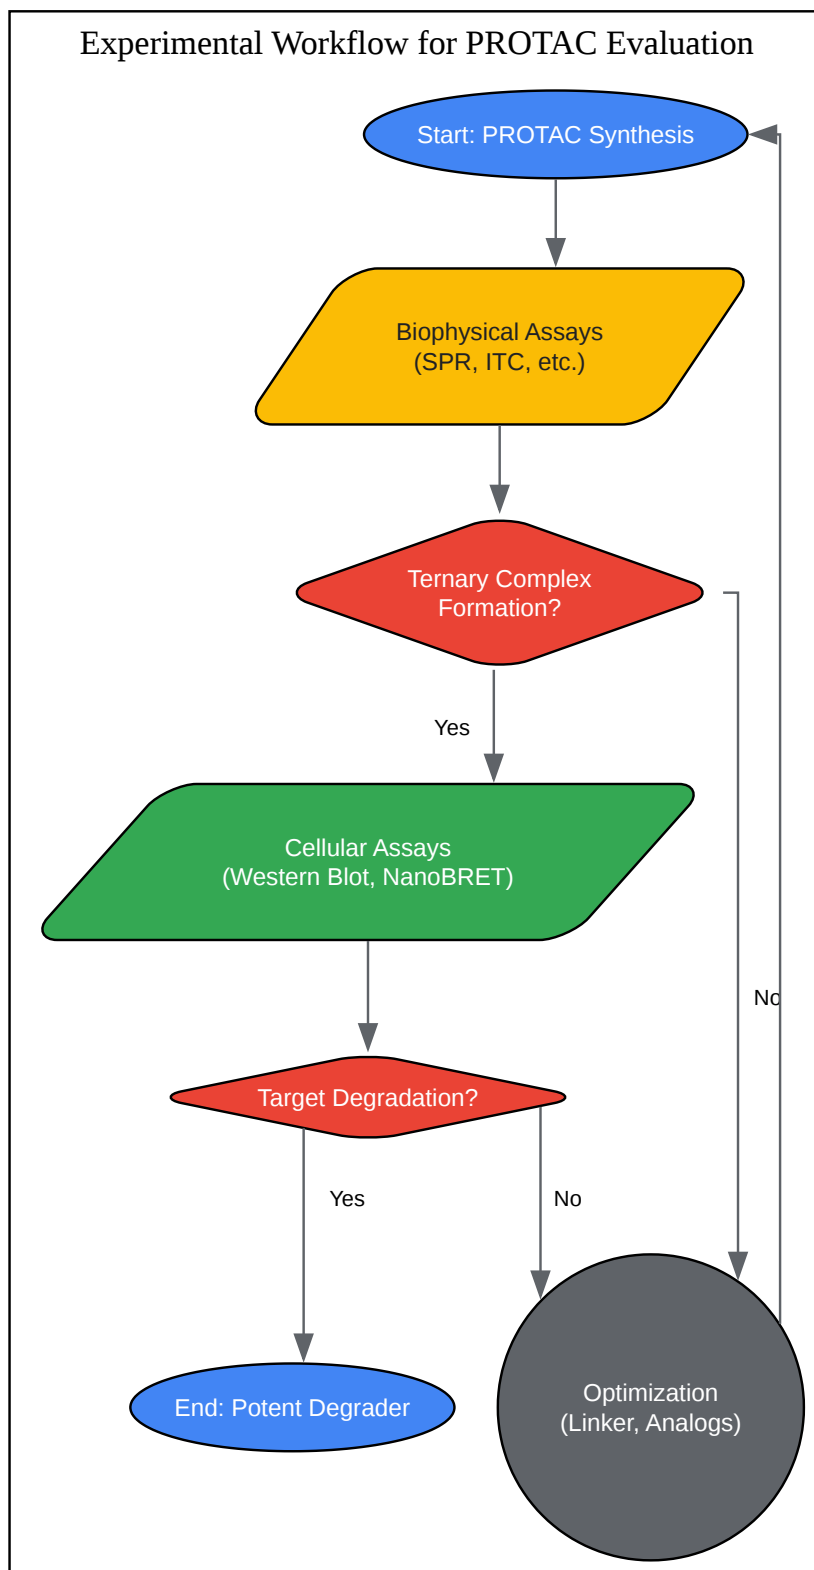 Experimental Workflow for PROTAC Evaluation
Start: PROTAC Synthesis
Biophysical Assays
(SPR, ITC, etc.)
Ternary Complex
Formation?
Yes
Cellular Assays
(Western Blot, NanoBRET)
No
Target Degradation?
Yes
No
End: Potent Degrader
Optimization
(Linker, Analogs)